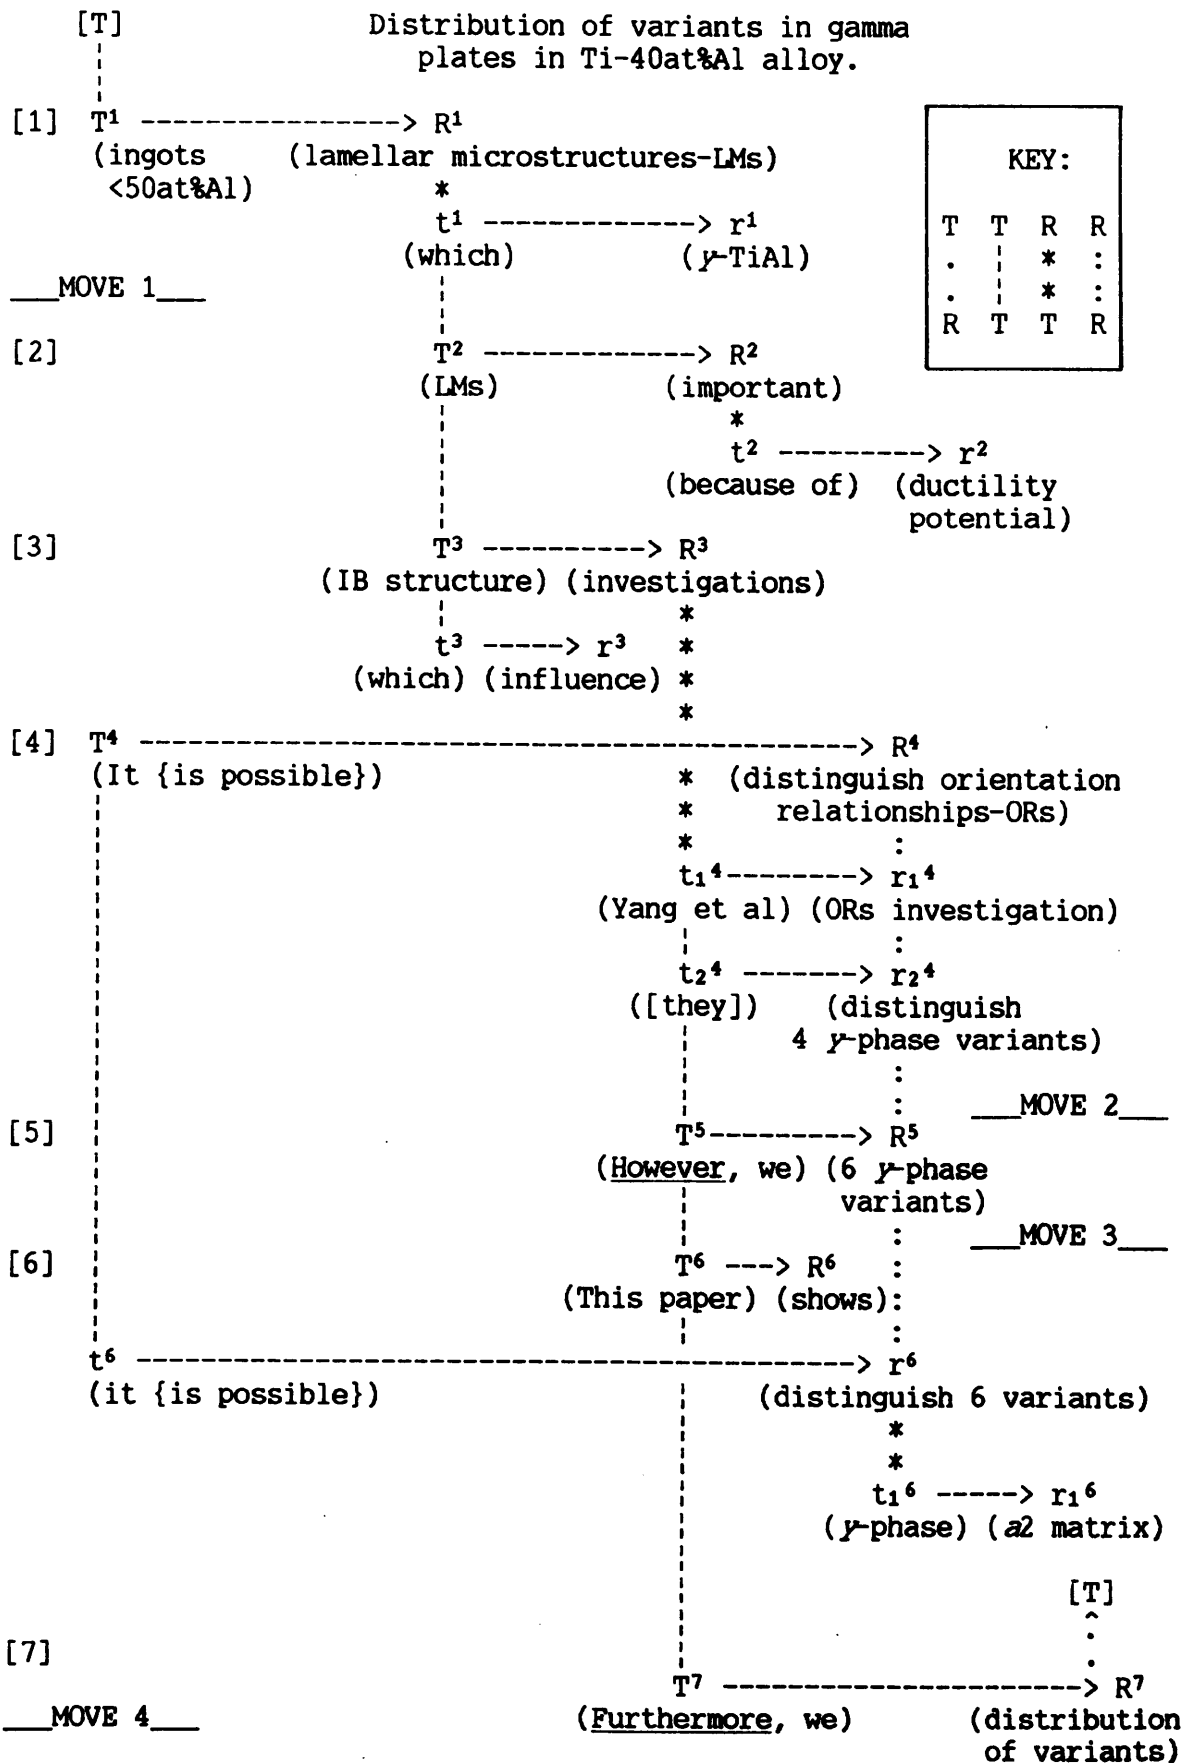 [T]
Distribution of variants in gamma
plates in Ti-40at%Al alloy.
[1] T¹ ----------------> R¹
(ingots <50at%Al)
(lamellar microstructures-LMs)
*
t¹ -------------> r¹
(which) (γ-TiAl)
___MOVE 1___
KEY:
T T R R
. ¦ * :
. ¦ * :
R T T R
[2] T² -------------> R²
(LMs) (important)
*
t² ---------> r²
(because of) (ductility
potential)
[3] T³ ----------> R³
(IB structure) (investigations)
*
t³ -----> r³ *
(which) (influence) *
*
[4] T⁴ --------------------------------------------> R⁴
(It {is possible}) * (distinguish orientation
* relationships-ORs)
* :
t₁⁴--------> r₁⁴
(Yang et al) (ORs investigation)
:
t₂⁴ -------> r₂⁴
([they]) (distinguish
4 γ-phase variants)
:
: ___MOVE 2___
[5] T⁵---------> R⁵
(However, we) (6 γ-phase
variants)
: ___MOVE 3___
[6] T⁶ ---> R⁶ :
(This paper) (shows):
:
t⁶ ---------------------------------------------> r⁶
(it {is possible}) (distinguish 6 variants)
*
*
t₁⁶ -----> r₁⁶
(γ-phase) (α2 matrix)
[T]
^
.
[7] .
T⁷ ----------------------> R⁷
___MOVE 4___ (Furthermore, we) (distribution
of variants)